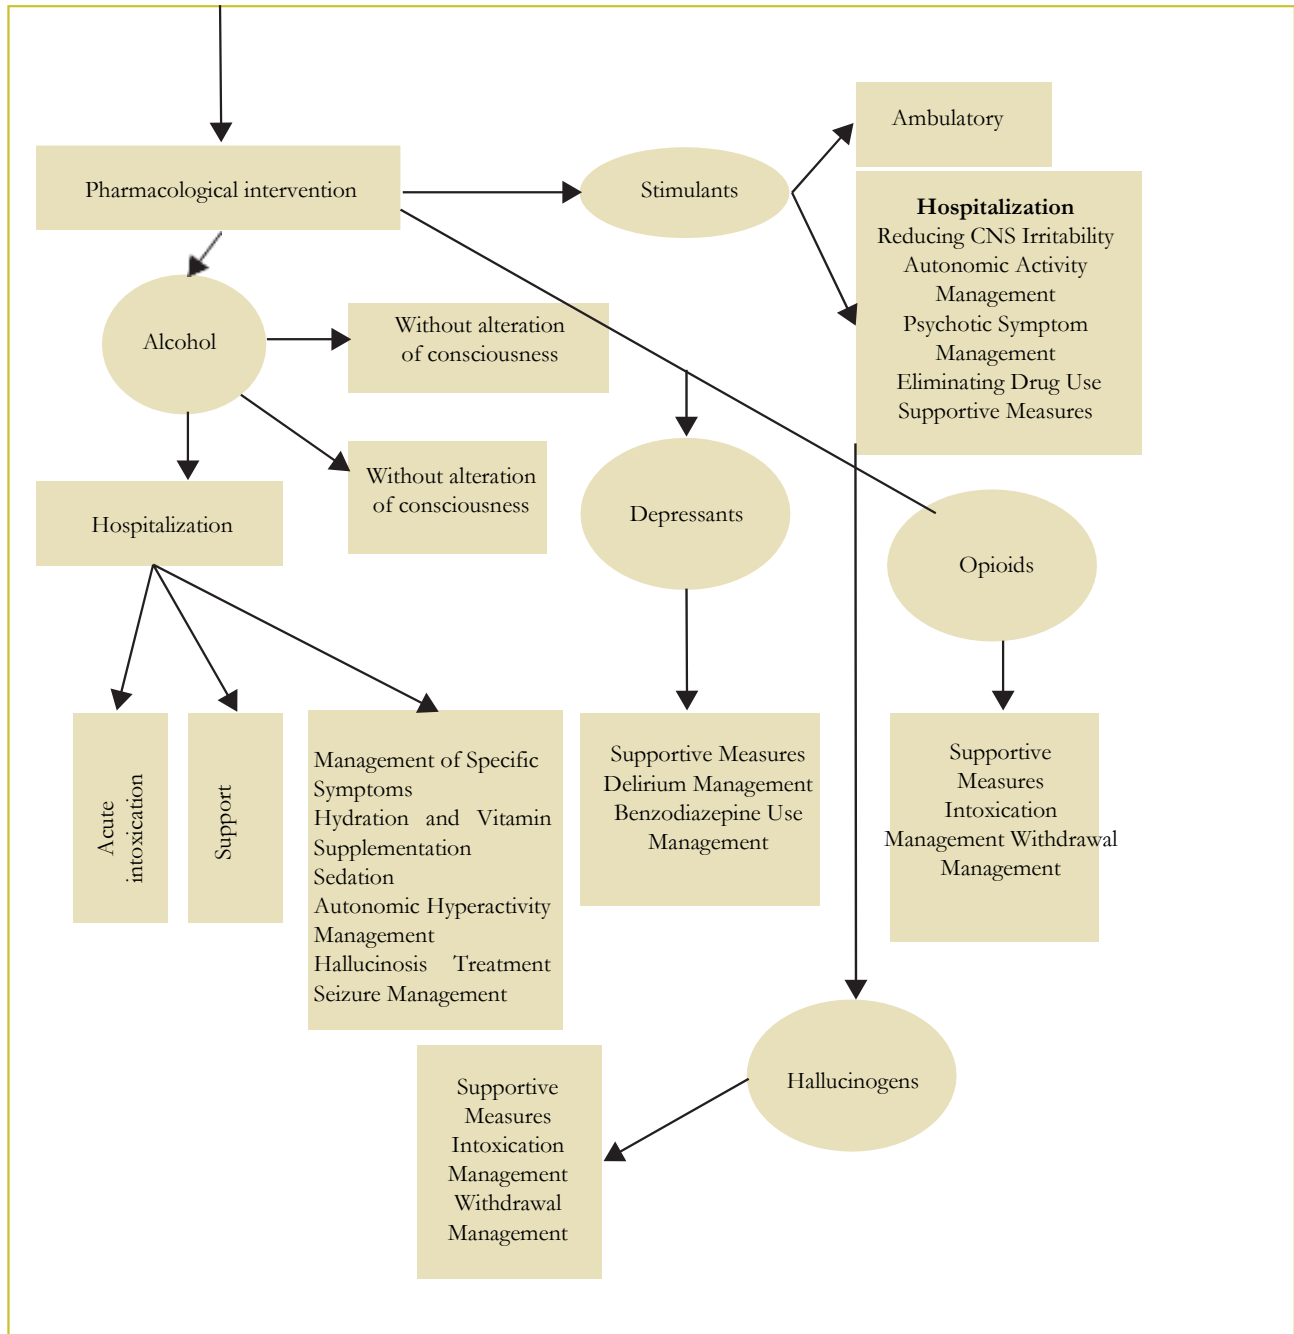 Pharmacological intervention
Stimulants
Ambulatory
Hospitalization
Reducing CNS Irritability
Autonomic Activity
Management
Psychotic Symptom
Management
Eliminating Drug Use
Supportive Measures
Alcohol
Without alteration
of consciousness
Without alteration
of consciousness
Hospitalization
Depressants
Opioids
Acute
intoxication
Support
Management of Specific
Symptoms
Hydration and Vitamin
Supplementation
Sedation
Autonomic Hyperactivity
Management
Hallucinosis Treatment
Seizure Management
Supportive Measures
Delirium Management
Benzodiazepine Use
Management
Supportive
Measures
Intoxication
Management Withdrawal
Management
Hallucinogens
Supportive
Measures
Intoxication
Management
Withdrawal
Management